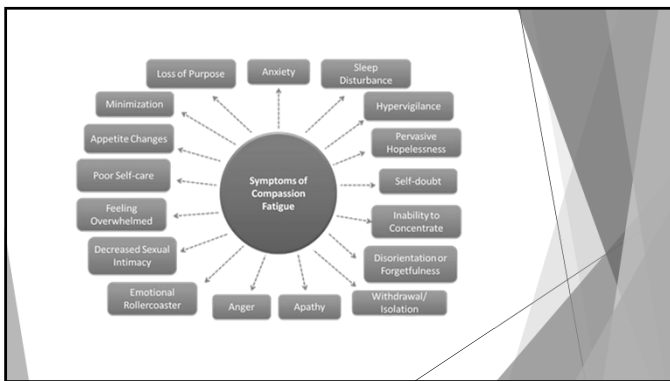 Loss of Purpose
Anxiety
Sleep
Disturbance
Minimization
Hypervigilance
Appetite Changes
Pervasive
Hopelessness
Poor Self-care
Symptoms of
Compassion
Fatigue
Self-doubt
Feeling
Overwhelmed
Inability to
Concentrate
Decreased Sexual
Intimacy
Disorientation or
Forgetfulness
Emotional
Rollercoaster
Anger
Apathy
Withdrawal/
Isolation